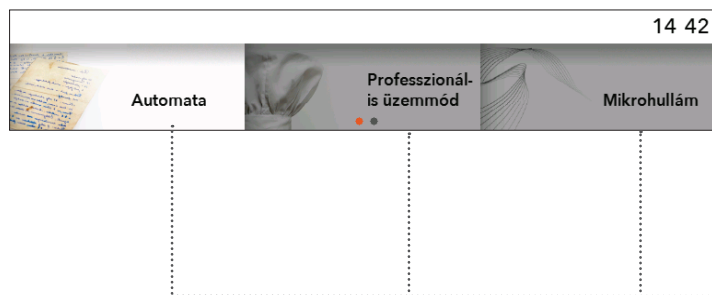 14 42
Automata
Professzionál-
is üzemmód
Mikrohullám